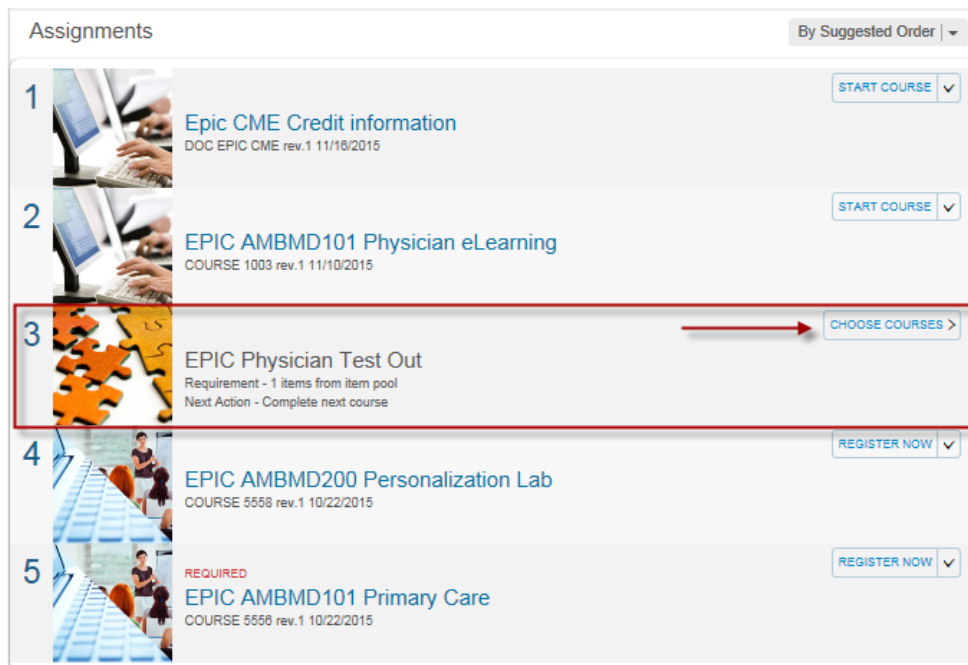 Assignments
By Suggested Order
1
START COURSE
Epic CME Credit information
DOC EPIC CME rev.1 11/16/2015
2
START COURSE
EPIC AMBMD101 Physician eLearning
COURSE 1003 rev.1 11/10/2015
3
CHOOSE COURSES >
EPIC Physician Test Out
Requirement - 1 items from item pool
Next Action - Complete next course
4
REGISTER NOW
EPIC AMBMD200 Personalization Lab
COURSE 5558 rev.1 10/22/2015
5
REGISTER NOW
REQUIRED
EPIC AMBMD101 Primary Care
COURSE 5556 rev.1 10/22/2015